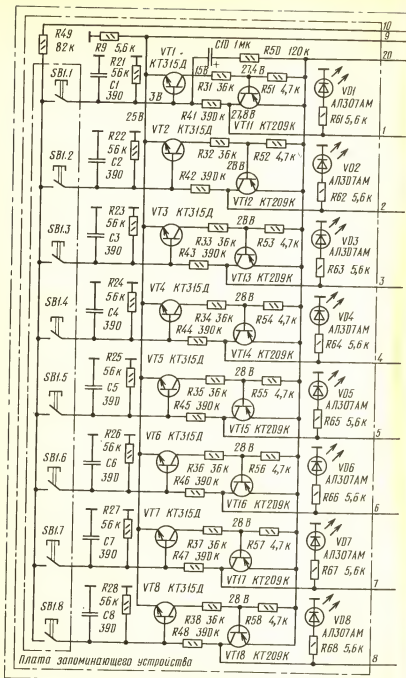 R49
82к
R9 5,6к
10
9
20
C10 1МК
R50 120к
R21
56к
C1
390
VT1 -
КТ315Д
15В
R31 36к
27,4В
R51 4,7к
SB1.1
3В
R41 390к
27,8В
VT11 КТ209К
VD1
АЛ307АМ
R61 5,6к
1
25В
R22
56к
C2
390
VT2 КТ315Д
R32 36к
28В
R52 4,7к
SB1.2
R42 390к
VT12 КТ209К
VD2
АЛ307АМ
R62 5,6к
2
R23
56к
C3
390
VT3 КТ315Д
28В
R33 36к
R53 4,7к
SB1.3
R43 390к
VT13 КТ209К
VD3
АЛ307АМ
R63 5,6к
3
R24
56к
C4
390
VT4 КТ315Д
28В
R34 36к
R54 4,7к
SB1.4
R44 390к
VT14 КТ209К
VD4
АЛ307АМ
R64 5,6к
4
R25
56к
C5
390
VT5 КТ315Д
28В
R35 36к
R55 4,7к
SB1.5
R45 390к
VT15 КТ209К
VD5
АЛ307АМ
R65 5,6к
5
R26
56к
C6
390
VT6 КТ315Д
28В
R36 36к
R56 4,7к
SB1.6
R46 390к
VT16 КТ209К
VD6
АЛ307АМ
R66 5,6к
6
R27
56к
C7
390
VT7 КТ315Д
28В
R37 36к
R57 4,7к
SB1.7
R47 390к
VT17 КТ209К
VD7
АЛ307АМ
R67 5,6к
7
R28
56к
C8
390
VT8 КТ315Д
28В
R38 36к
R58 4,7к
SB1.8
R48 390к
VT18 КТ209К
VD8
АЛ307АМ
R68 5,6к
8
Плата запоминающего устройства